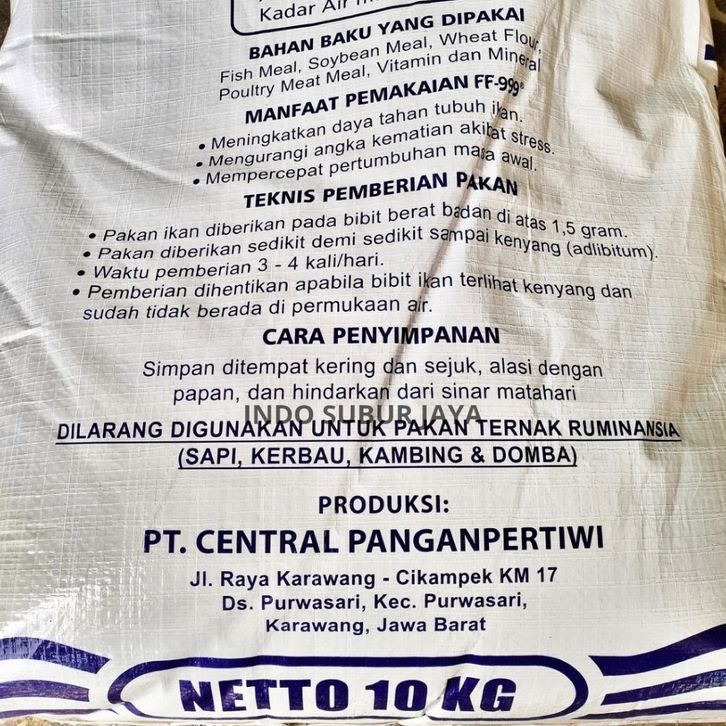 Kadar Air
BAHAN BAKU YANG DIPAKAI
Fish Meal, Soybean Meal, Wheat Flour,
Poultry Meat Meal, Vitamin dan Mineral
MANFAAT PEMAKAIAN FF-999®
• Meningkatkan daya tahan tubuh ikan.
• Mengurangi angka kematian akibat stress.
• Mempercepat pertumbuhan masa awal.
TEKNIS PEMBERIAN PAKAN
• Pakan ikan diberikan pada bibit berat badan di atas 1,5 gram.
• Pakan diberikan sedikit demi sedikit sampai kenyang (adlibitum).
• Waktu pemberian 3 - 4 kali/hari.
• Pemberian dihentikan apabila bibit ikan terlihat kenyang dan
sudah tidak berada di permukaan air.
CARA PENYIMPANAN
Simpan ditempat kering dan sejuk, alasi dengan
papan, dan hindarkan dari sinar matahari
INDO SUBUR JAYA
DILARANG DIGUNAKAN UNTUK PAKAN TERNAK RUMINANSIA
(SAPI, KERBAU, KAMBING & DOMBA)
PRODUKSI:
PT. CENTRAL PANGANPERTIWI
Jl. Raya Karawang - Cikampek KM 17
Ds. Purwasari, Kec. Purwasari,
Karawang, Jawa Barat
NETTO 10 KG